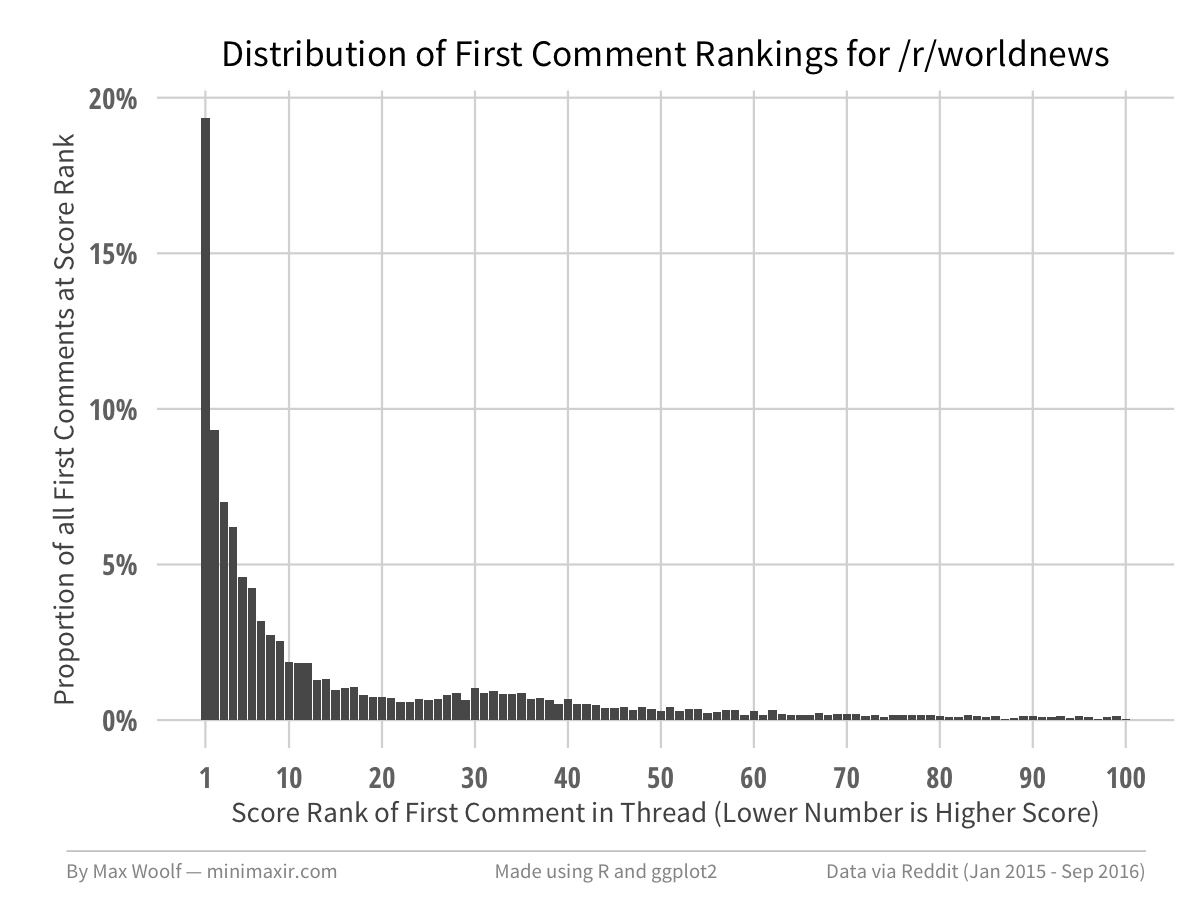 Distribution of First Comment Rankings for /r/worldnews
Proportion of all First Comments at Score Rank
20%
15%
10%
5%
0%
1 10 20 30 40 50 60 70 80 90 100
Score Rank of First Comment in Thread (Lower Number is Higher Score)
By Max Woolf — minimaxir.com Made using R and ggplot2 Data via Reddit (Jan 2015 - Sep 2016)